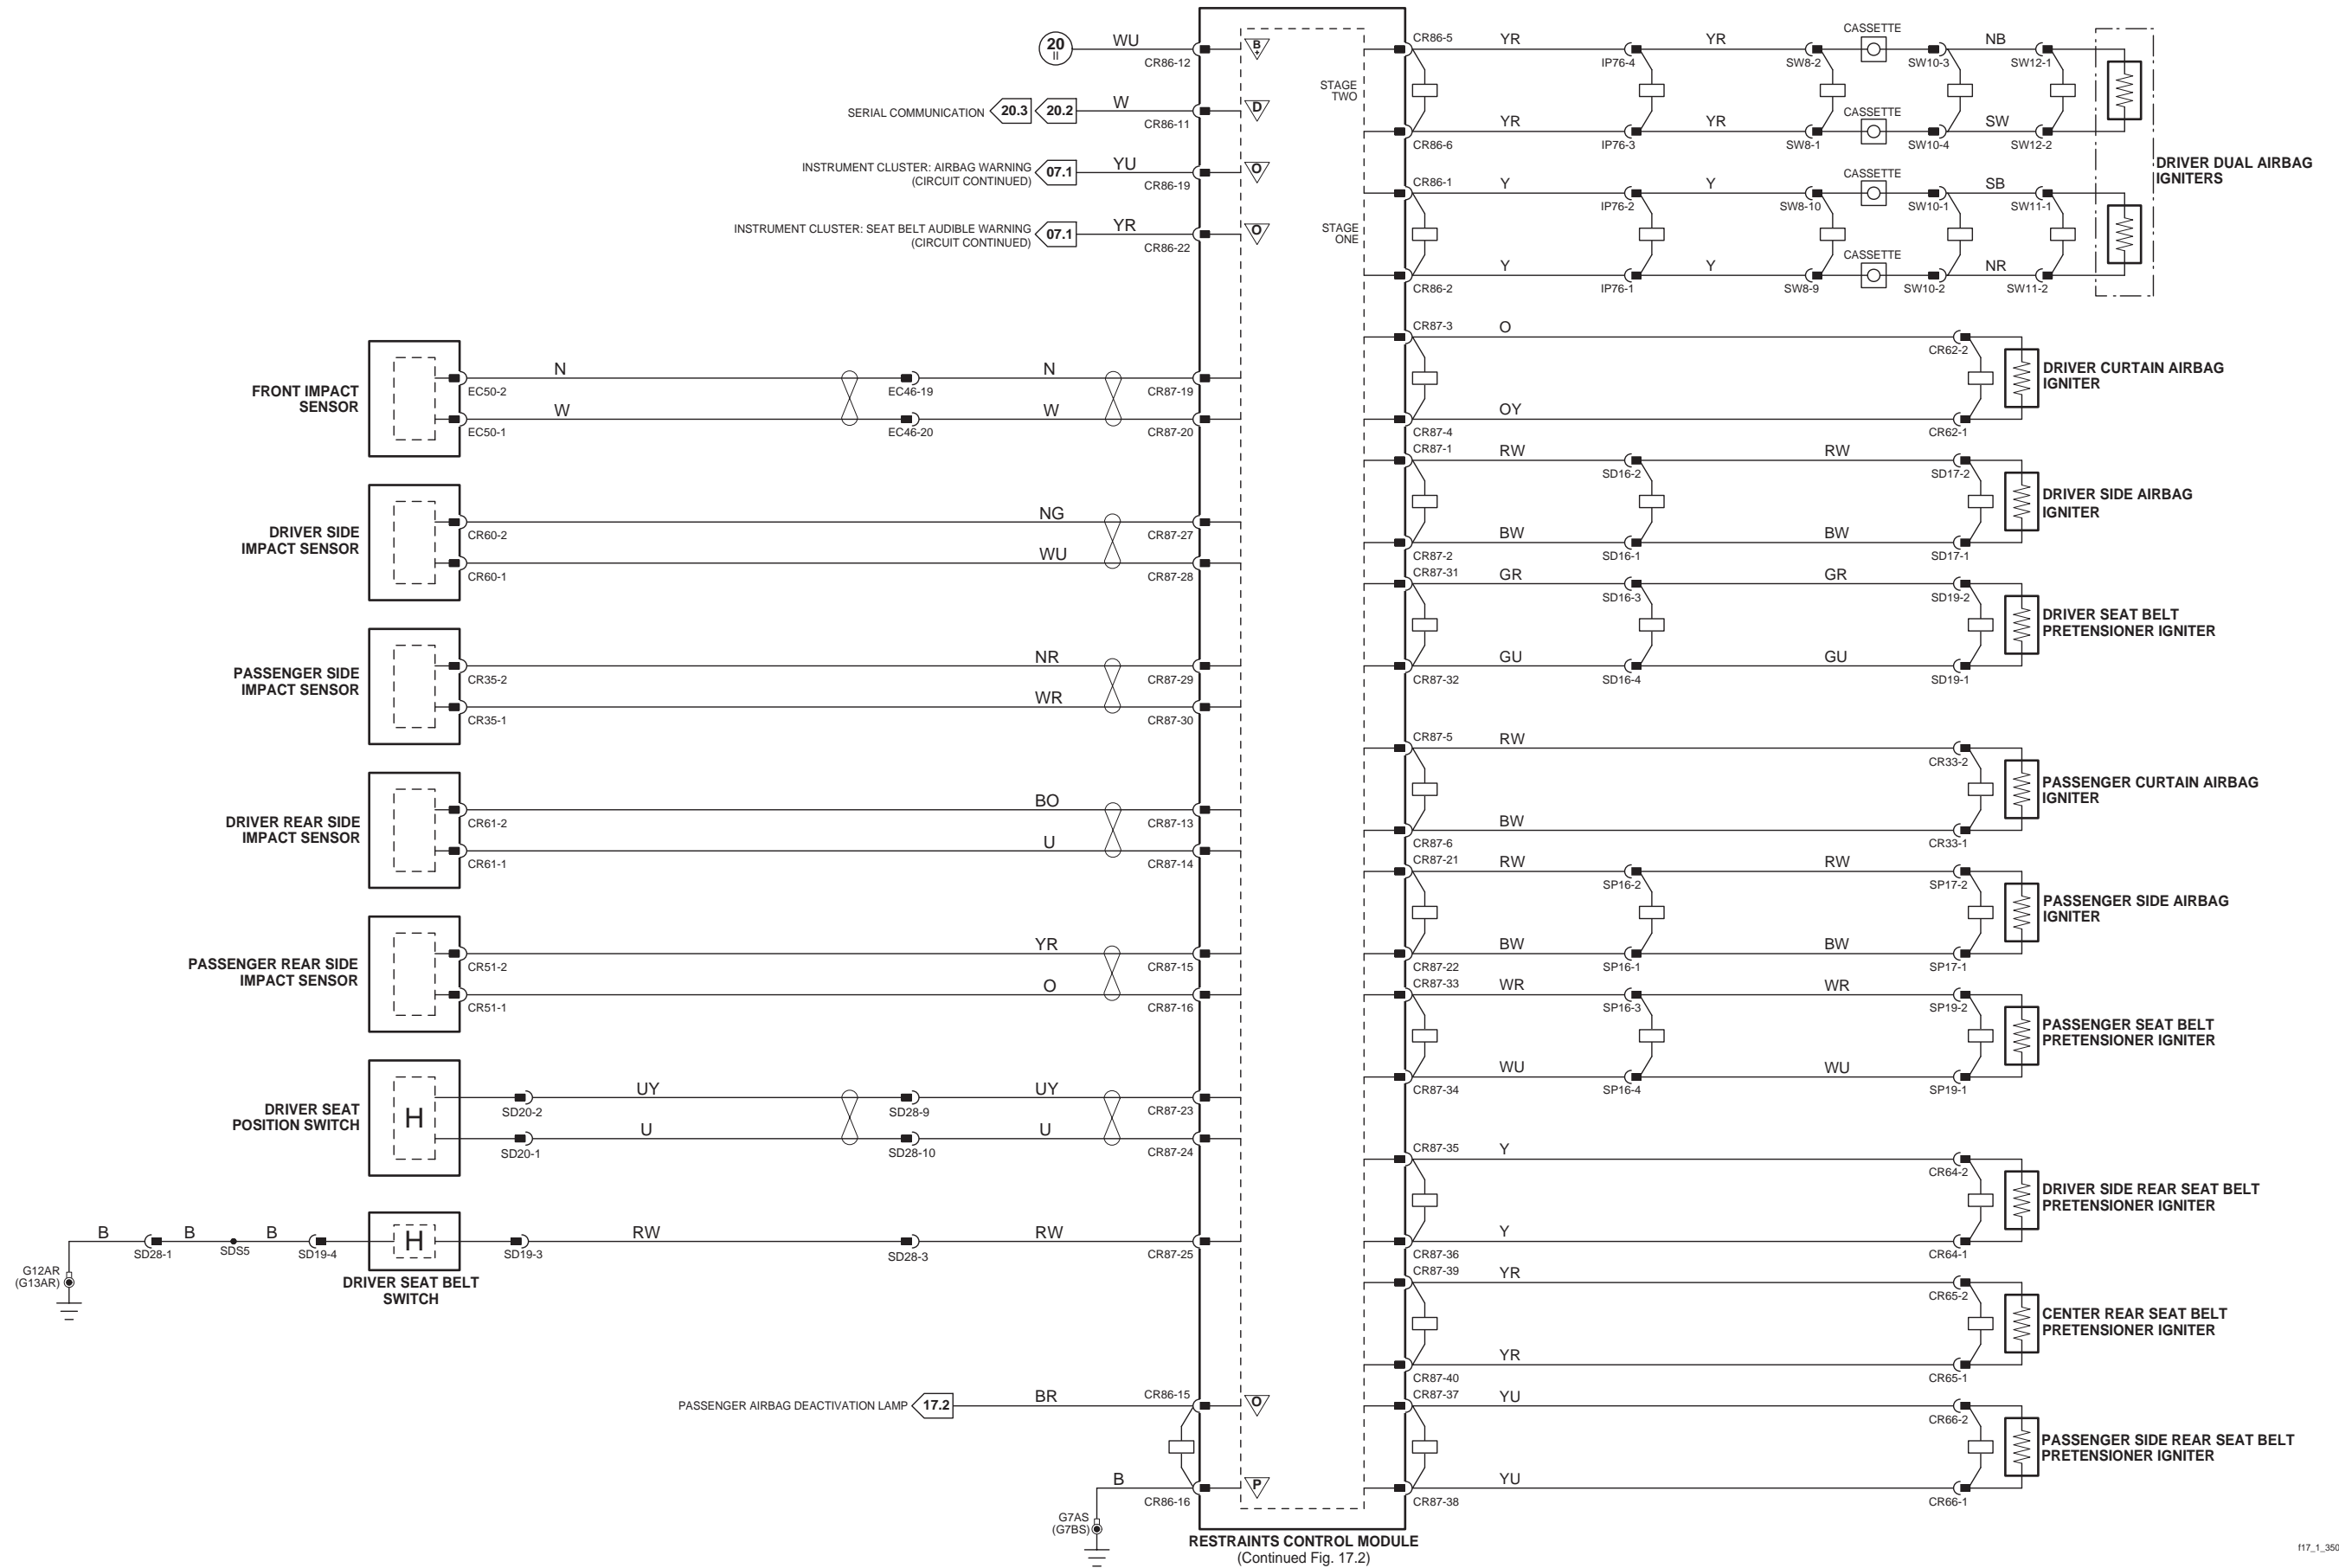 20
II
WU
CR86-12
B
+
SERIAL COMMUNICATION
20.3
20.2
W
CR86-11
D
INSTRUMENT CLUSTER: AIRBAG WARNING
(CIRCUIT CONTINUED)
07.1
YU
CR86-19
O
INSTRUMENT CLUSTER: SEAT BELT AUDIBLE WARNING
(CIRCUIT CONTINUED)
07.1
YR
CR86-22
O
FRONT IMPACT
SENSOR
EC50-2
N
EC46-19
N
CR87-19
EC50-1
W
EC46-20
W
CR87-20
DRIVER SIDE
IMPACT SENSOR
CR60-2
NG
CR87-27
CR60-1
WU
CR87-28
PASSENGER SIDE
IMPACT SENSOR
CR35-2
NR
CR87-29
CR35-1
WR
CR87-30
DRIVER REAR SIDE
IMPACT SENSOR
CR61-2
BO
CR87-13
CR61-1
U
CR87-14
PASSENGER REAR SIDE
IMPACT SENSOR
CR51-2
YR
CR87-15
CR51-1
O
CR87-16
DRIVER SEAT
POSITION SWITCH
H
SD20-2
UY
SD28-9
UY
CR87-23
SD20-1
U
SD28-10
U
CR87-24
G12AR
(G13AR)
B
SD28-1
B
SDS5
B
SD19-4
H
DRIVER SEAT BELT
SWITCH
SD19-3
RW
SD28-3
RW
CR87-25
PASSENGER AIRBAG DEACTIVATION LAMP
17.2
BR
CR86-15
O
G7AS
(G7BS)
B
CR86-16
P
RESTRAINTS CONTROL MODULE
(Continued Fig. 17.2)
STAGE
TWO
CR86-5
YR
IP76-4
YR
SW8-2
CASSETTE
SW10-3
NB
SW12-1
CR86-6
YR
IP76-3
YR
SW8-1
CASSETTE
SW10-4
SW
SW12-2
STAGE
ONE
CR86-1
Y
IP76-2
Y
SW8-10
CASSETTE
SW10-1
SB
SW11-1
CR86-2
Y
IP76-1
Y
SW8-9
CASSETTE
SW10-2
NR
SW11-2
DRIVER DUAL AIRBAG
IGNITERS
CR87-3
O
CR62-2
CR87-4
OY
CR62-1
DRIVER CURTAIN AIRBAG
IGNITER
CR87-1
RW
SD16-2
RW
SD17-2
CR87-2
BW
SD16-1
BW
SD17-1
DRIVER SIDE AIRBAG
IGNITER
CR87-31
GR
SD16-3
GR
SD19-2
CR87-32
GU
SD16-4
GU
SD19-1
DRIVER SEAT BELT
PRETENSIONER IGNITER
CR87-5
RW
CR33-2
CR87-6
BW
CR33-1
PASSENGER CURTAIN AIRBAG
IGNITER
CR87-21
RW
SP16-2
RW
SP17-2
CR87-22
BW
SP16-1
BW
SP17-1
PASSENGER SIDE AIRBAG
IGNITER
CR87-33
WR
SP16-3
WR
SP19-2
CR87-34
WU
SP16-4
WU
SP19-1
PASSENGER SEAT BELT
PRETENSIONER IGNITER
CR87-35
Y
CR64-2
CR87-36
Y
CR64-1
DRIVER SIDE REAR SEAT BELT
PRETENSIONER IGNITER
CR87-39
YR
CR65-2
CR87-40
YR
CR65-1
CENTER REAR SEAT BELT
PRETENSIONER IGNITER
CR87-37
YU
CR66-2
CR87-38
YU
CR66-1
PASSENGER SIDE REAR SEAT BELT
PRETENSIONER IGNITER
f17_1_350